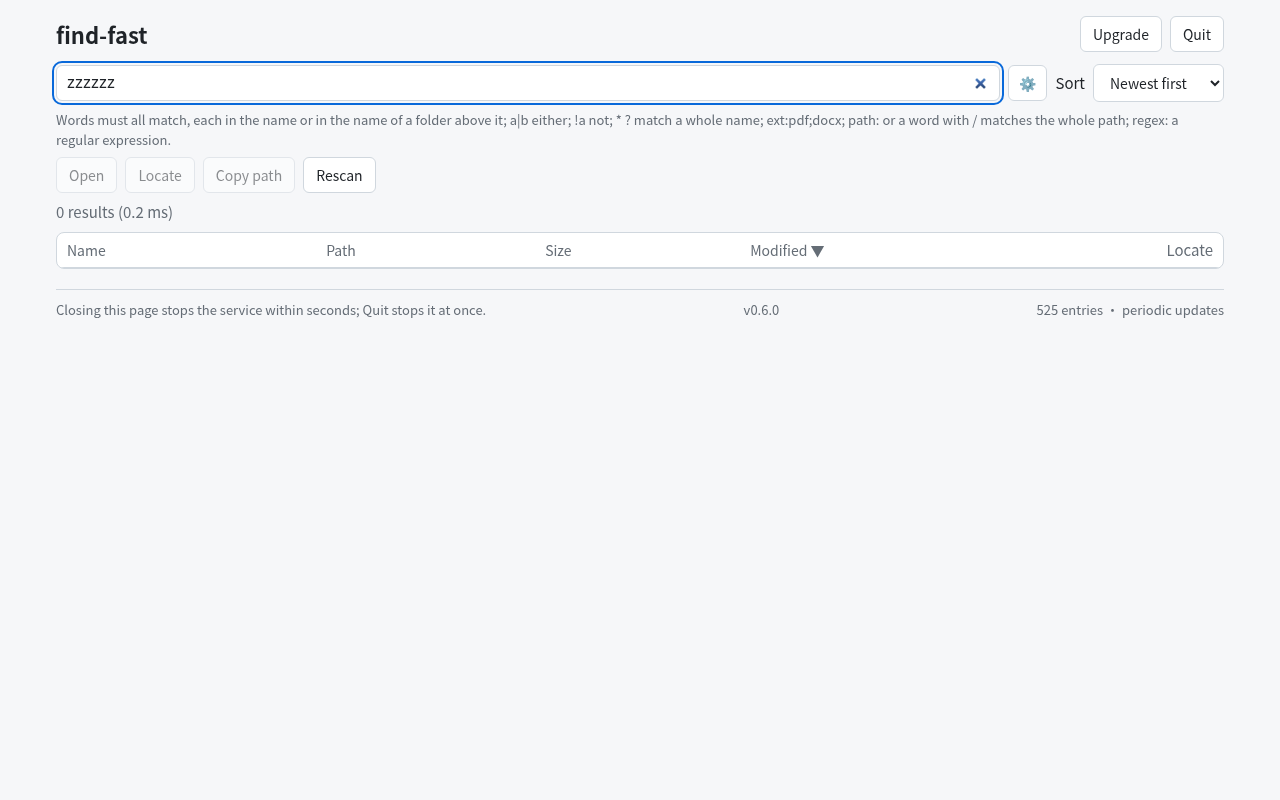 find-fast
Upgrade
Quit
zzzzzz
Sort
Newest first
Words must all match, each in the name or in the name of a folder above it; a|b either; !a not; * ? match a whole name; ext:pdf;docx; path: or a word with / matches the whole path; regex: a
regular expression.
Open
Locate
Copy path
Rescan
0 results (0.2 ms)
Name
Path
Size
Modified ▼
Locate
Closing this page stops the service within seconds; Quit stops it at once.
v0.6.0
525 entries • periodic updates